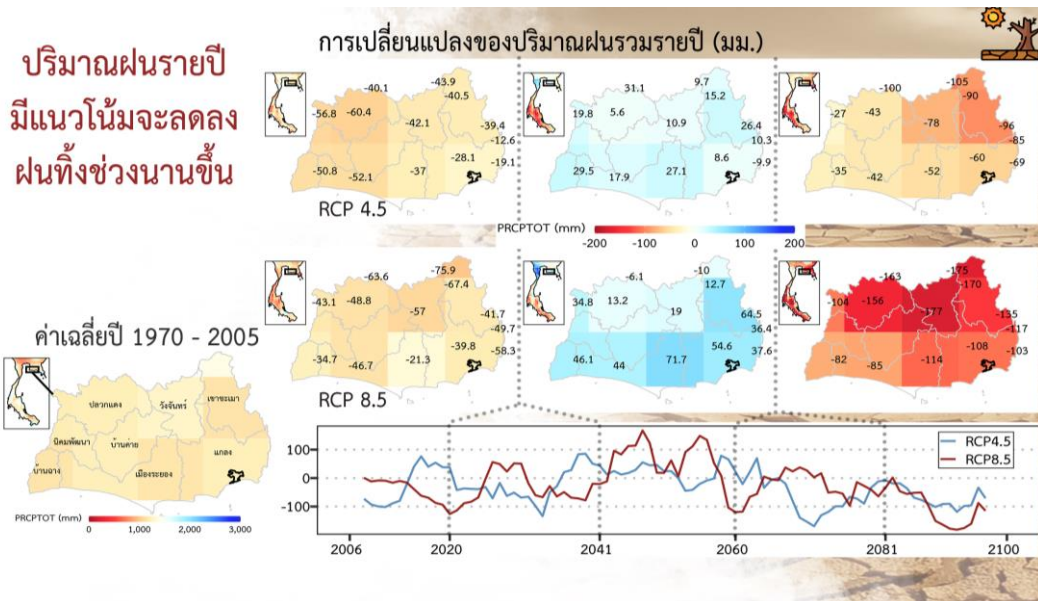 ปริมาณฝนรายปี
มีแนวโน้มจะลดลง
ฝนทิ้งช่วงนานขึ้น
การเปลี่ยนแปลงของปริมาณฝนรวมรายปี (มม.)
-40.1 -43.9
-40.5
-56.8 -60.4
-42.1 -39.4
-12.6
-28.1 -19.1
-50.8 -52.1 -37
RCP 4.5
31.1 9.7
15.2
19.8 5.6
10.9 26.4
10.3
8.6 -9.9
29.5 17.9 27.1
-100 -105
-90
-27 -43
-78 -96
-85
-60 -69
-35 -42 -52
PRCPTOT (mm)
-200 -100 0 100 200
-63.6 -75.9
-67.4
-43.1 -48.8
-57 -41.7
-49.7
-39.8 -58.3
-34.7 -46.7 -21.3
RCP 8.5
-6.1 -10
12.7
34.8 13.2
19 64.5
36.4
54.6 37.6
46.1 44 71.7
-163 -175
-170
-104 -156
-177 -135
-117
-108 -103
-82 -85 -114
ค่าเฉลี่ยปี 1970 - 2005
ปลวกแดง วังจันทร์ เขาชะเมา
นิคมพัฒนา บ้านค่าย แกลง
บ้านฉาง เมืองระยอง
PRCPTOT (mm)
0 1,000 2,000 3,000
RCP4.5
RCP8.5
100
0
-100
2006 2020 2041 2060 2081 2100